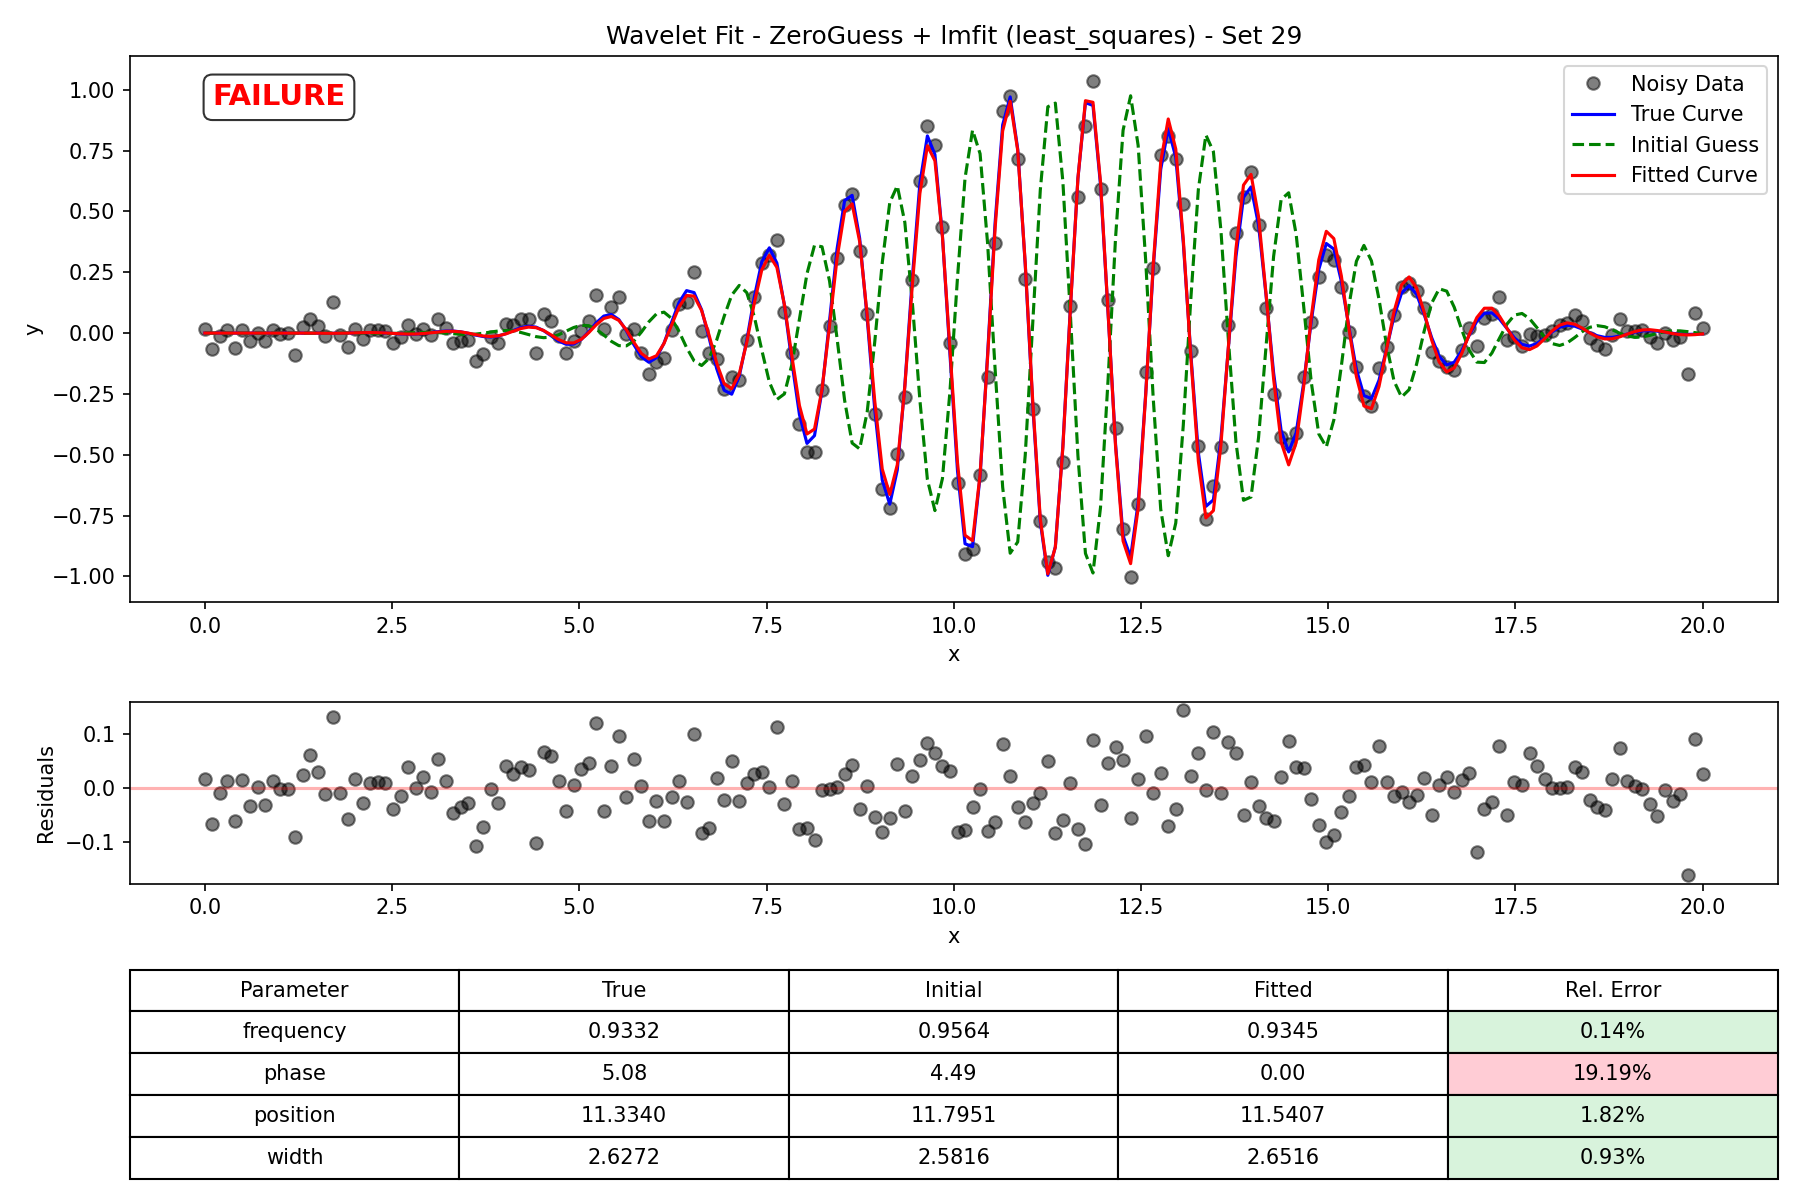 Wavelet Fit - ZeroGuess + lmfit (least_squares) - Set 29
FAILURE
Noisy Data
True Curve
Initial Guess
Fitted Curve
y
1.00
0.75
0.50
0.25
0.00
−0.25
−0.50
−0.75
−1.00
0.0 2.5 5.0 7.5 10.0 12.5 15.0 17.5 20.0
x
Residuals
0.1
0.0
−0.1
0.0 2.5 5.0 7.5 10.0 12.5 15.0 17.5 20.0
x
Parameter True Initial Fitted Rel. Error
frequency 0.9332 0.9564 0.9345 0.14%
phase 5.08 4.49 0.00 19.19%
position 11.3340 11.7951 11.5407 1.82%
width 2.6272 2.5816 2.6516 0.93%